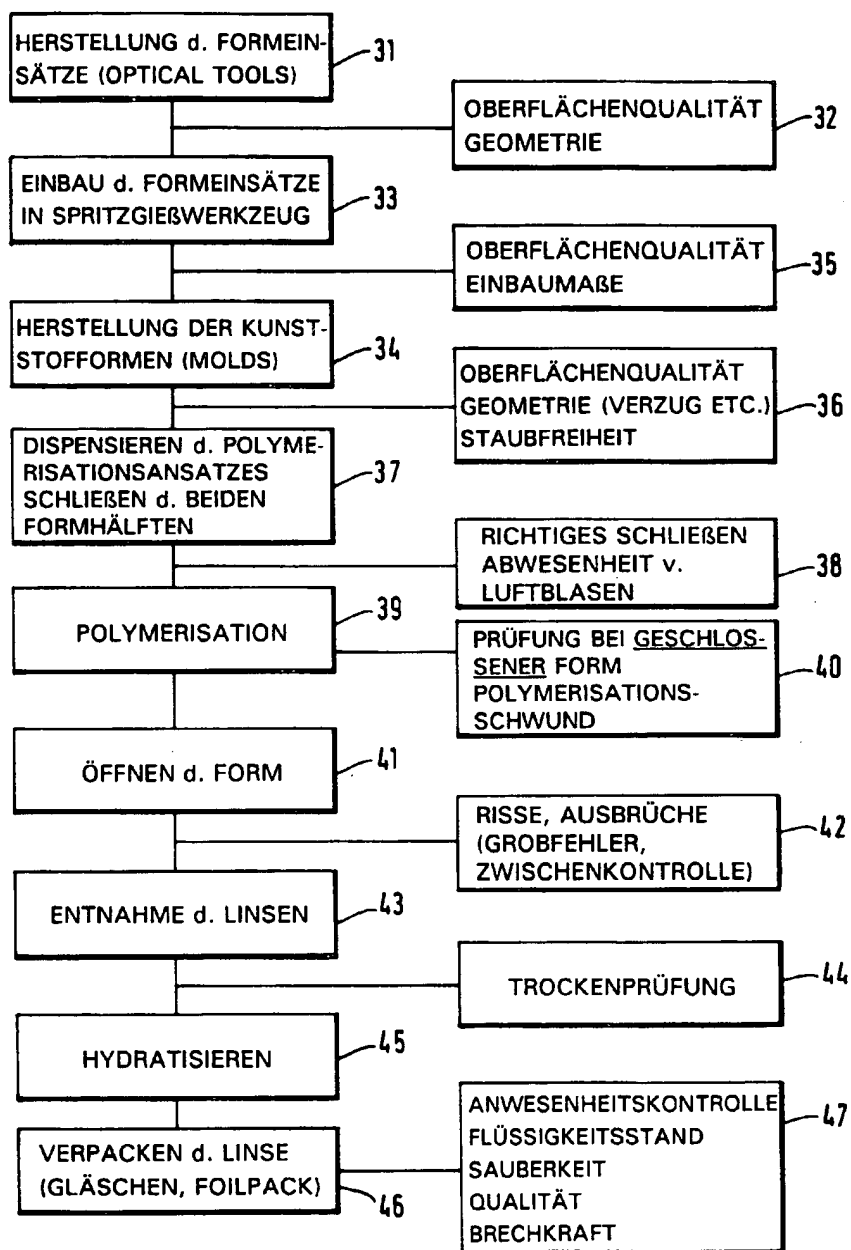 HERSTELLUNG d. FORMEIN-
SÄTZE (OPTICAL TOOLS)
31
OBERFLÄCHENQUALITÄT
GEOMETRIE
32
EINBAU d. FORMEINSÄTZE
IN SPRITZGIEßWERKZEUG
33
OBERFLÄCHENQUALITÄT
EINBAUMAßE
35
HERSTELLUNG DER KUNST-
STOFFORMEN (MOLDS)
34
OBERFLÄCHENQUALITÄT
GEOMETRIE (VERZUG ETC.)
STAUBFREIHEIT
36
DISPENSIEREN d. POLYME-
RISATIONSANSATZES
SCHLIEßEN d. BEIDEN
FORMHÄLFTEN
37
RICHTIGES SCHLIEßEN
ABWESENHEIT v.
LUFTBLASEN
38
POLYMERISATION
39
PRÜFUNG BEI GESCHLOS-
SENER FORM
POLYMERISATIONS-
SCHWUND
40
ÖFFNEN d. FORM
41
RISSE, AUSBRÜCHE
(GROBFEHLER,
ZWISCHENKONTROLLE)
42
ENTNAHME d. LINSEN
43
TROCKENPRÜFUNG
44
HYDRATISIEREN
45
VERPACKEN d. LINSE
(GLÄSCHEN, FOILPACK)
46
ANWESENHEITSKONTROLLE
FLÜSSIGKEITSSTAND
SAUBERKEIT
QUALITÄT
BRECHKRAFT
47